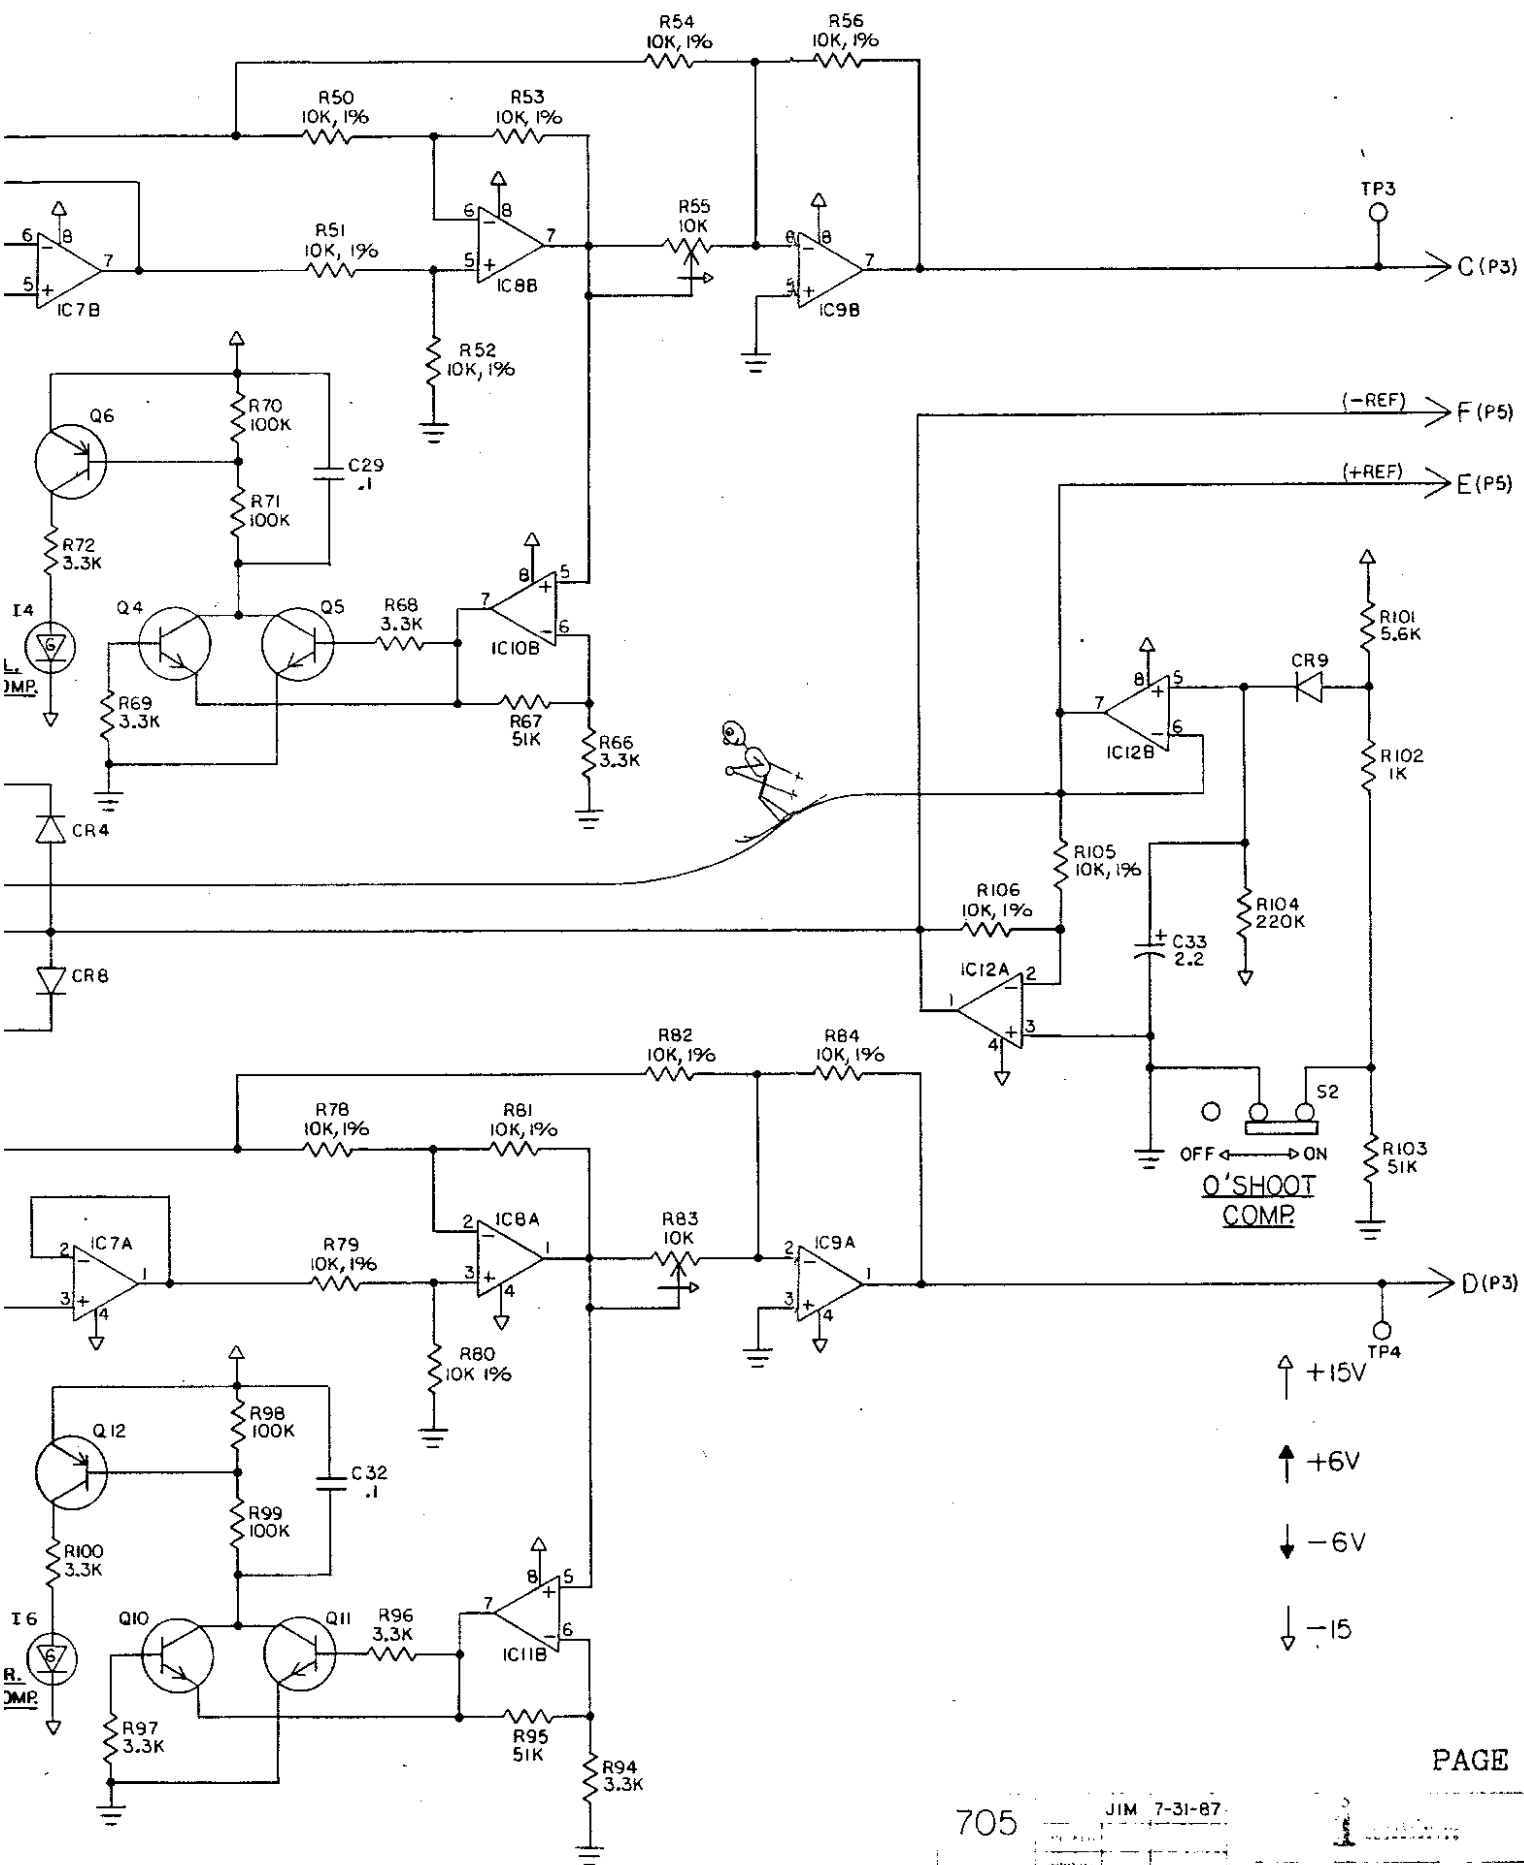 R54
10K, 1%
R56
10K, 1%
R50
10K, 1%
R53
10K, 1%
TP3
6
8
7
5
IC7B
R51
10K, 1%
6
8
7
5
IC8B
R55
10K
6
8
7
5
IC9B
C (P3)
R52
10K, 1%
Q6
R70
100K
C29
.1
R71
100K
R72
3.3K
(-REF)
F (P5)
(+REF)
E (P5)
I4
G
L.
OMP.
Q4
Q5
R68
3.3K
8
5
7
6
IC10B
R69
3.3K
R67
51K
R66
3.3K
R101
5.6K
CR9
8
5
7
6
IC12B
R102
1K
CR4
R105
10K, 1%
R106
10K, 1%
R104
220K
C33
2.2
CR8
IC12A
2
1
3
4
R82
10K, 1%
R84
10K, 1%
S2
R78
10K, 1%
R81
10K, 1%
OFF
ON
O'SHOOT
COMP.
R103
51K
IC7A
2
1
3
4
R79
10K, 1%
IC8A
2
1
3
4
R83
10K
IC9A
2
1
3
4
D (P3)
TP4
R80
10K 1%
+15V
+6V
-6V
-15
Q12
R98
100K
C32
.1
R99
100K
R100
3.3K
I6
G
R.
OMP.
Q10
Q11
R96
3.3K
8
5
7
6
IC11B
R97
3.3K
R95
51K
R94
3.3K
PAGE
705
JIM 7-31-87